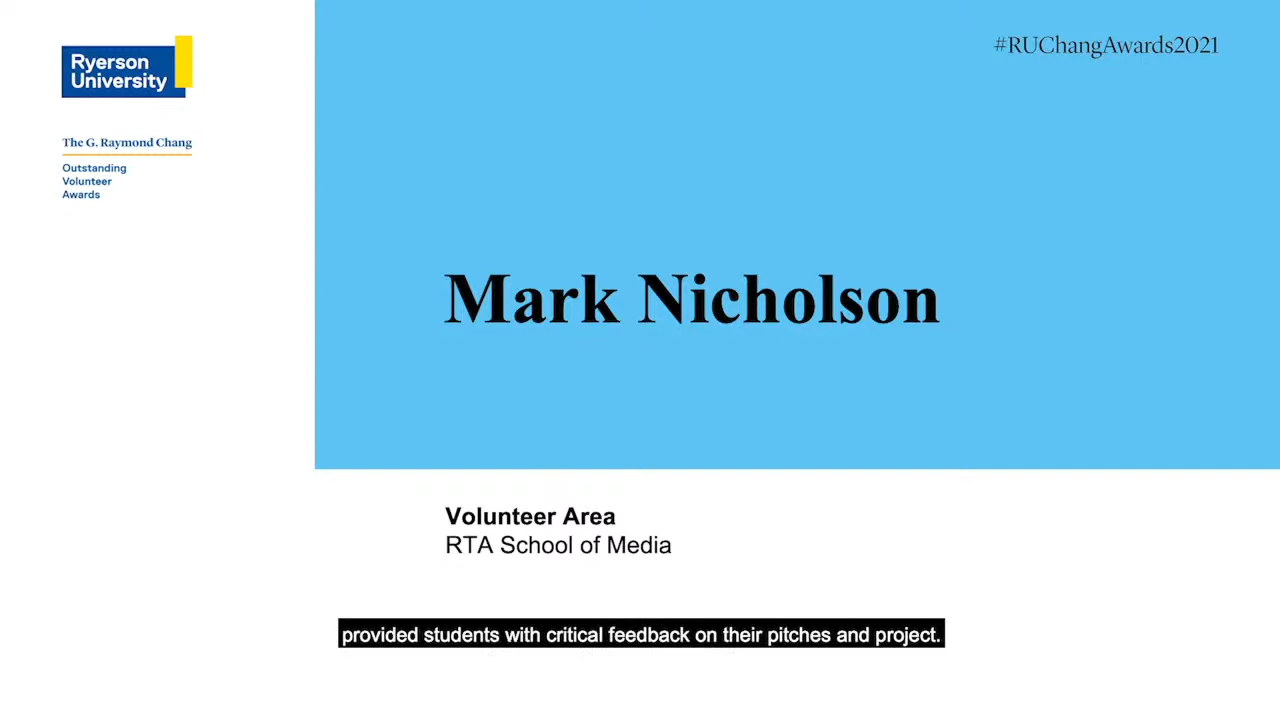 Ryerson
University
The G. Raymond Chang
Outstanding
Volunteer
Awards
#RUChangAwards2021
Mark Nicholson
Volunteer Area
RTA School of Media
provided students with critical feedback on their pitches and project.